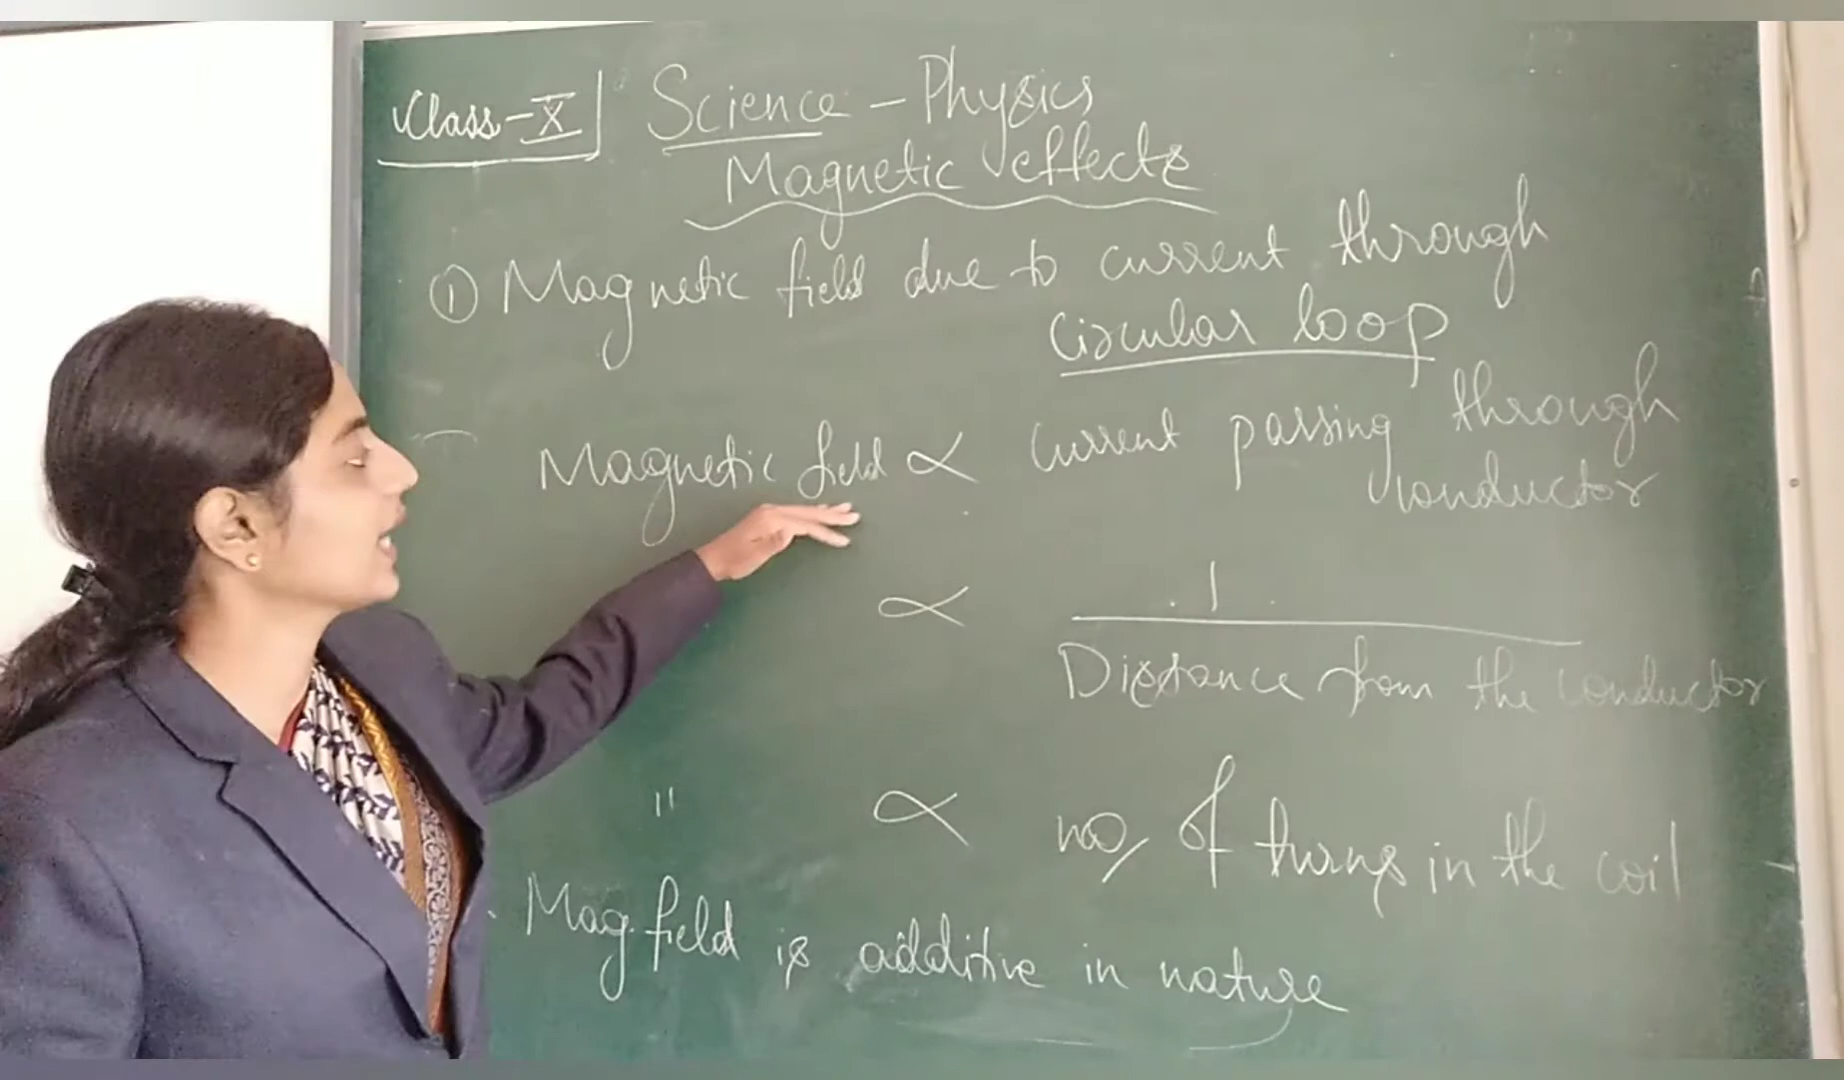 Class-X Science - Physics
Magnetic effects
① Magnetic field due to current through
circular loop
Magnetic field ∝ current passing through
conductor
∝ 1
Distance from the conductor
" ∝ no. of turns in the coil
Mag. field is additive in nature